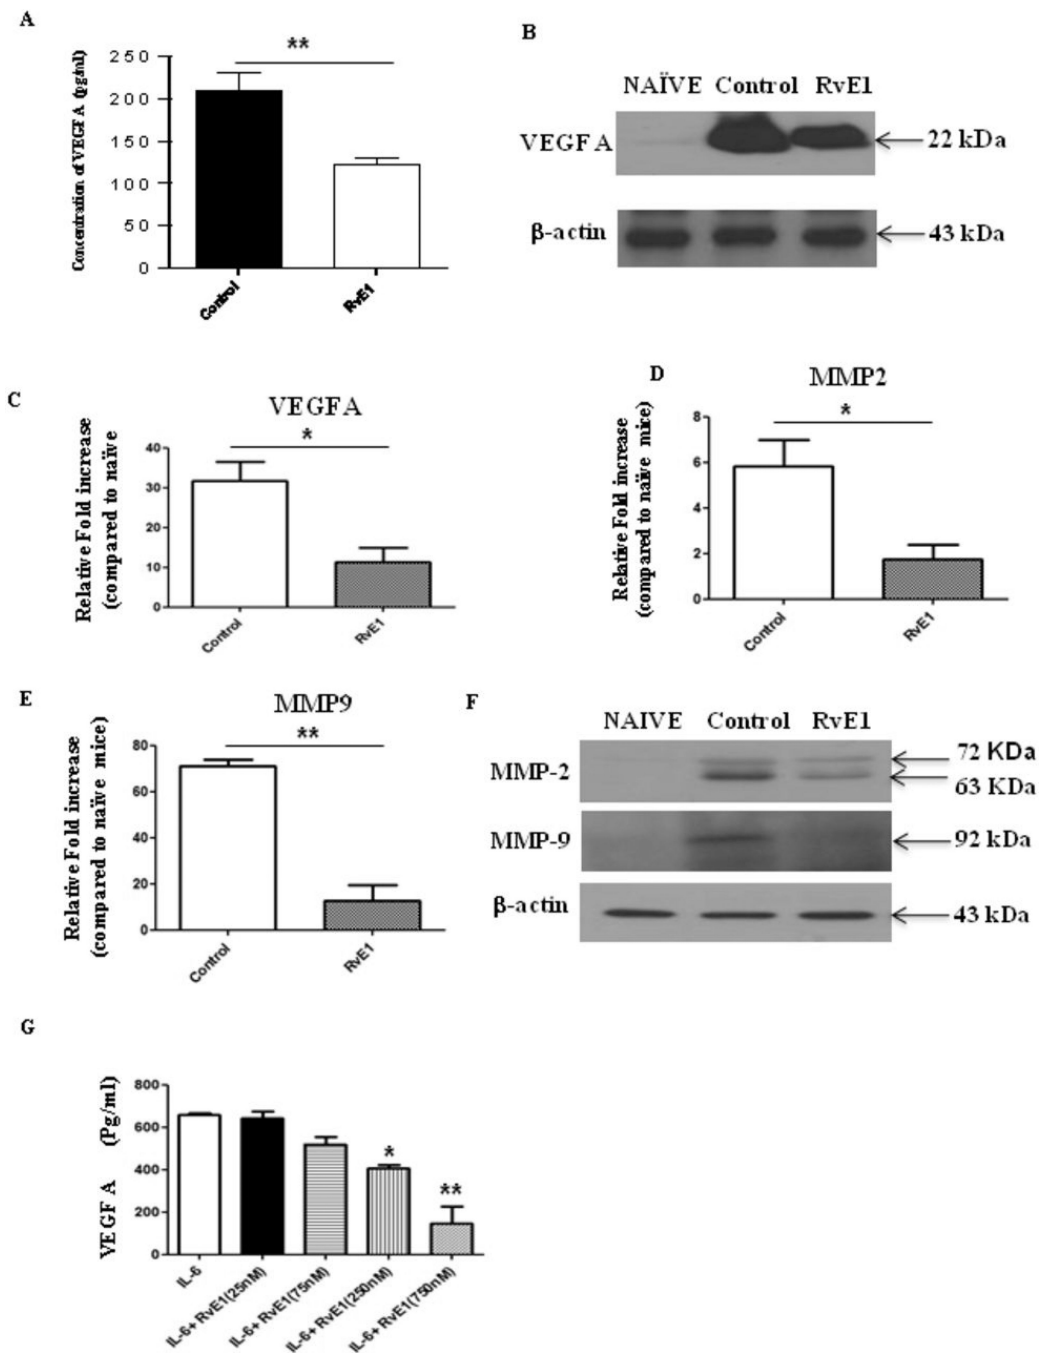 A
Concentration of VEGF A (pg/ml)
250
200
150
100
50
0
**
Control
RvE1
B
NAÏVE Control RvE1
VEGF A
22 kDa
β-actin
43 kDa
C
VEGF A
Relative Fold increase
(compared to naïve
40
30
20
10
0
*
Control
RvE1
D
MMP2
Relative Fold increase
(compared to naïve mice)
8
6
4
2
0
*
Control
RvE1
E
MMP9
Relative Fold increase
(compared to naïve mice)
80
60
40
20
0
**
Control
RvE1
F
NAIVE Control RvE1
MMP-2
72 KDa
63 KDa
MMP-9
92 kDa
β-actin
43 kDa
G
VEGF A (Pg/ml)
800
600
400
200
0
*
**
IL-6
IL-6+ RvE1(25nM)
IL-6+ RvE1(75nM)
IL-6+ RvE1(250nM)
IL-6+ RvE1(750nM)